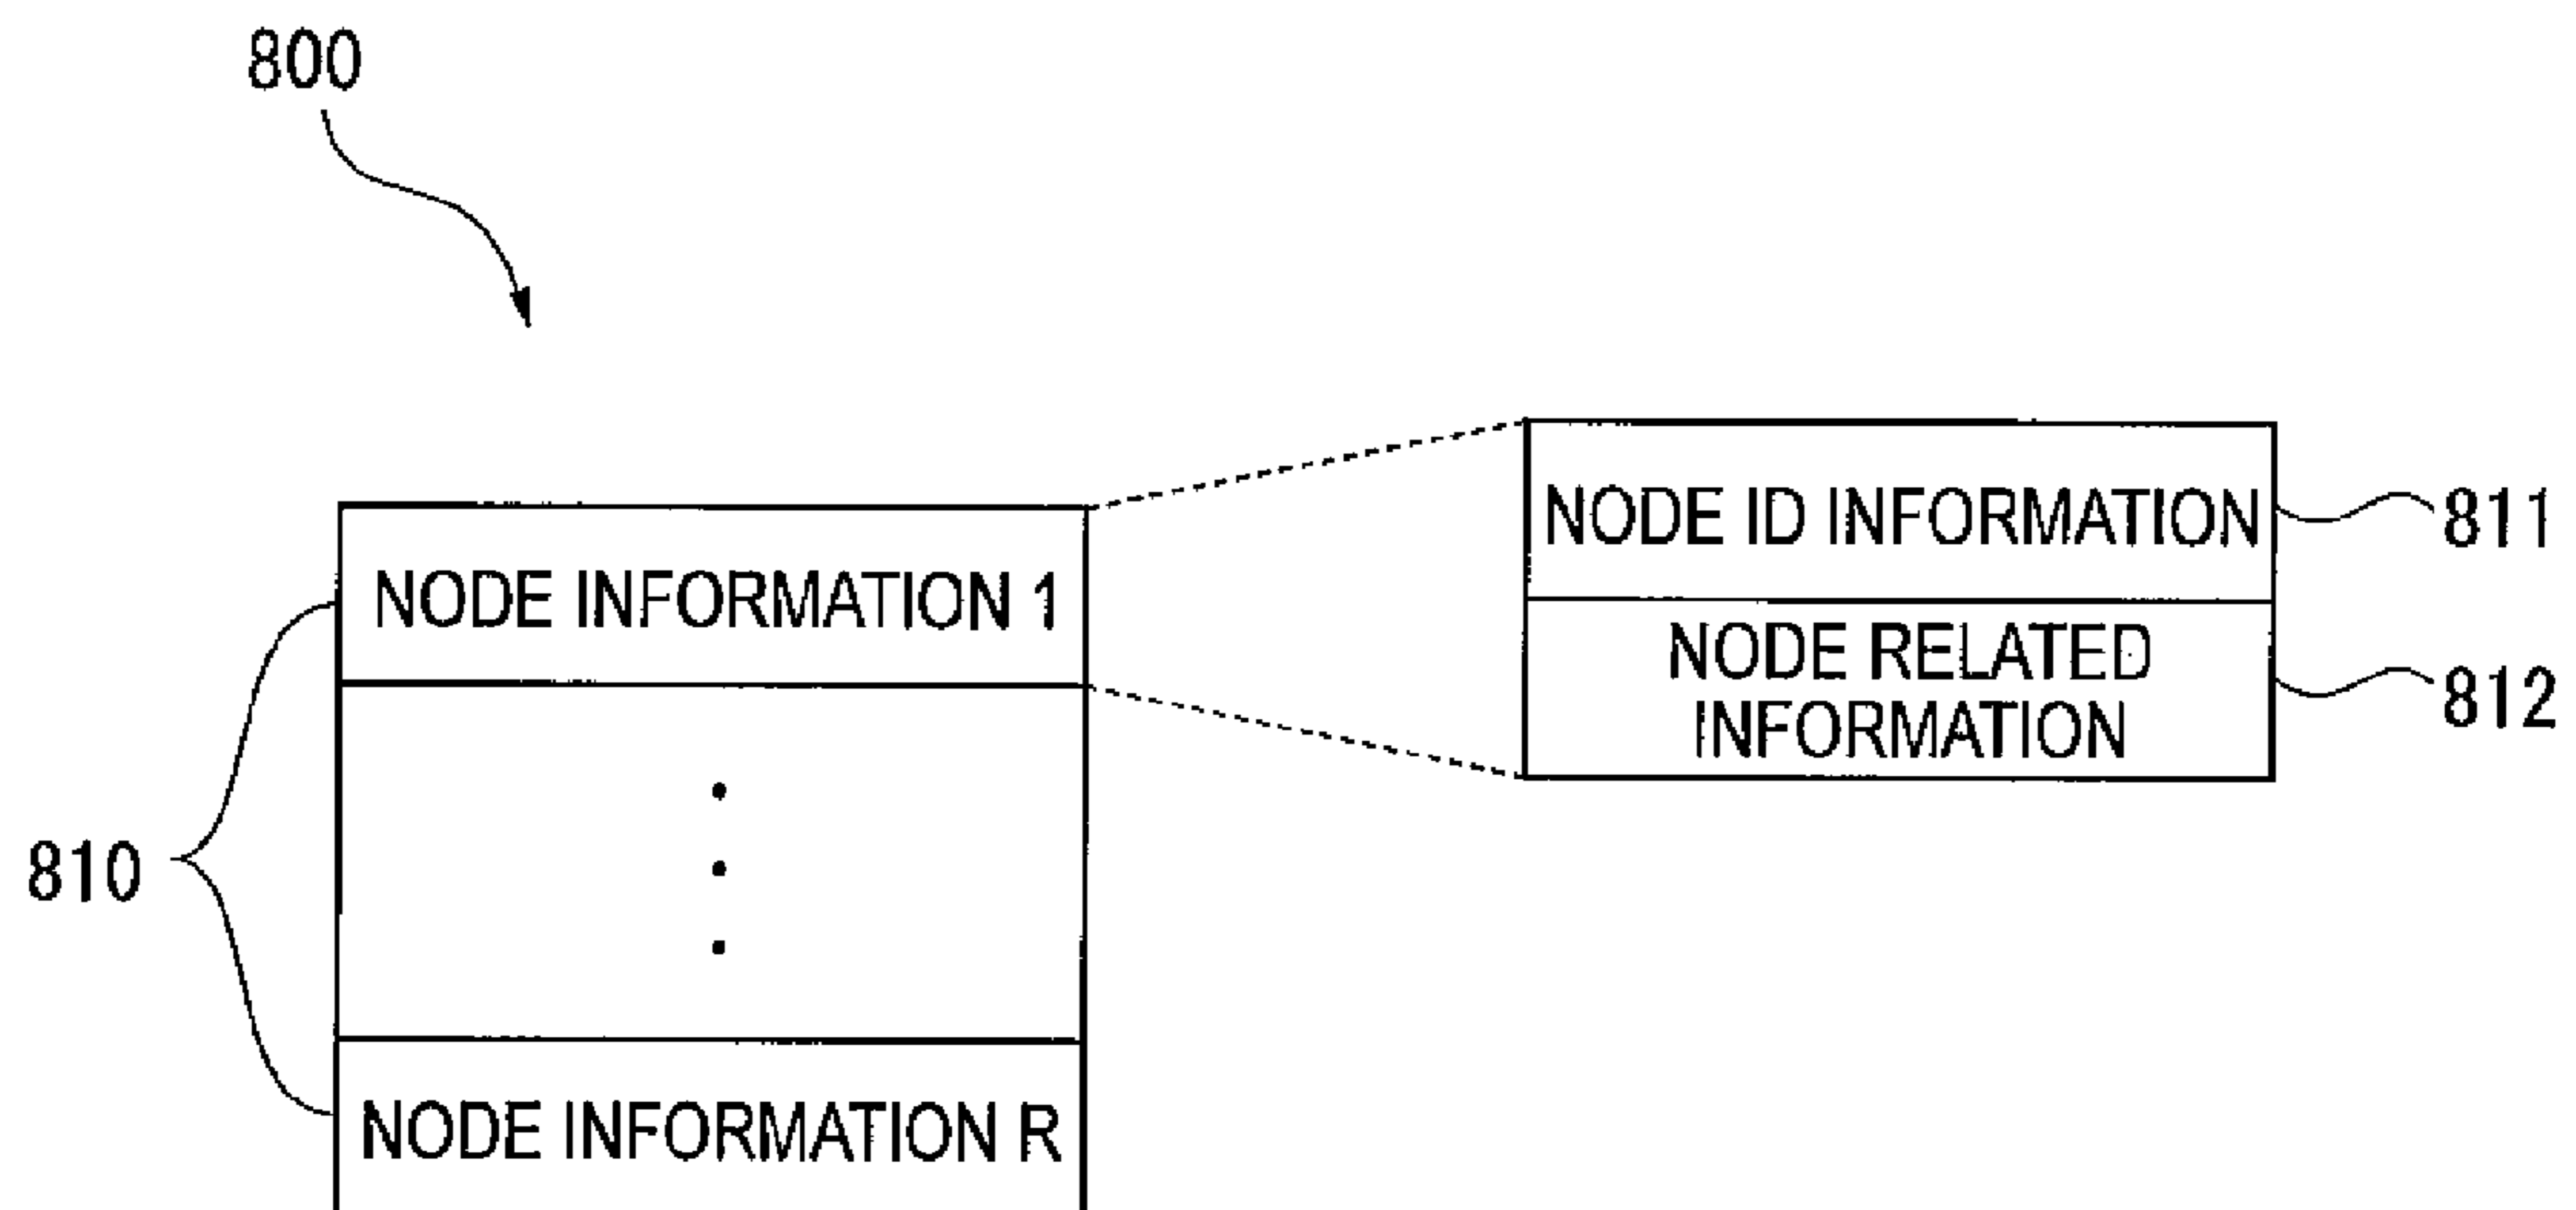 800
NODE ID INFORMATION
811
NODE INFORMATION 1
NODE RELATED
INFORMATION
812
810
NODE INFORMATION R